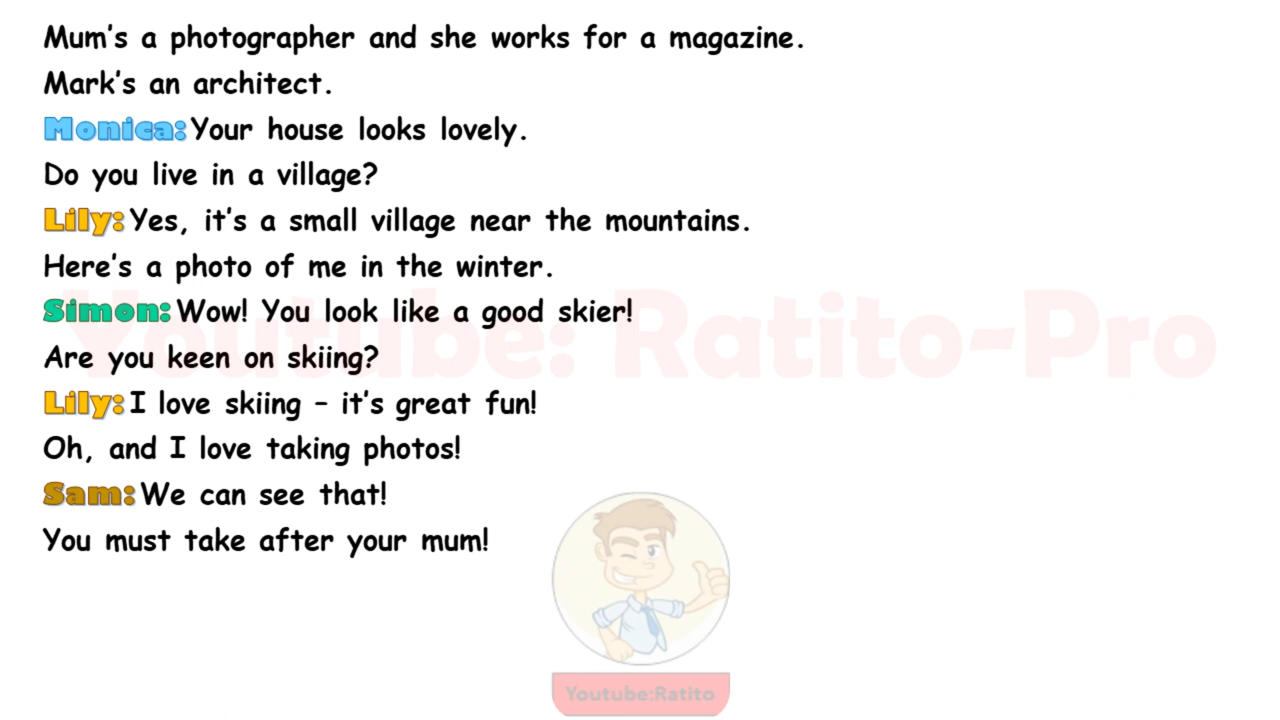 Mum's a photographer and she works for a magazine.
Mark's an architect.
Monica: Your house looks lovely.
Do you live in a village?
Lily: Yes, it's a small village near the mountains.
Here's a photo of me in the winter.
Simon: Wow! You look like a good skier!
Youtube: Ratito-Pro
Are you keen on skiing?
Lily: I love skiing – it's great fun!
Oh, and I love taking photos!
Sam: We can see that!
You must take after your mum!
Youtube:Ratito